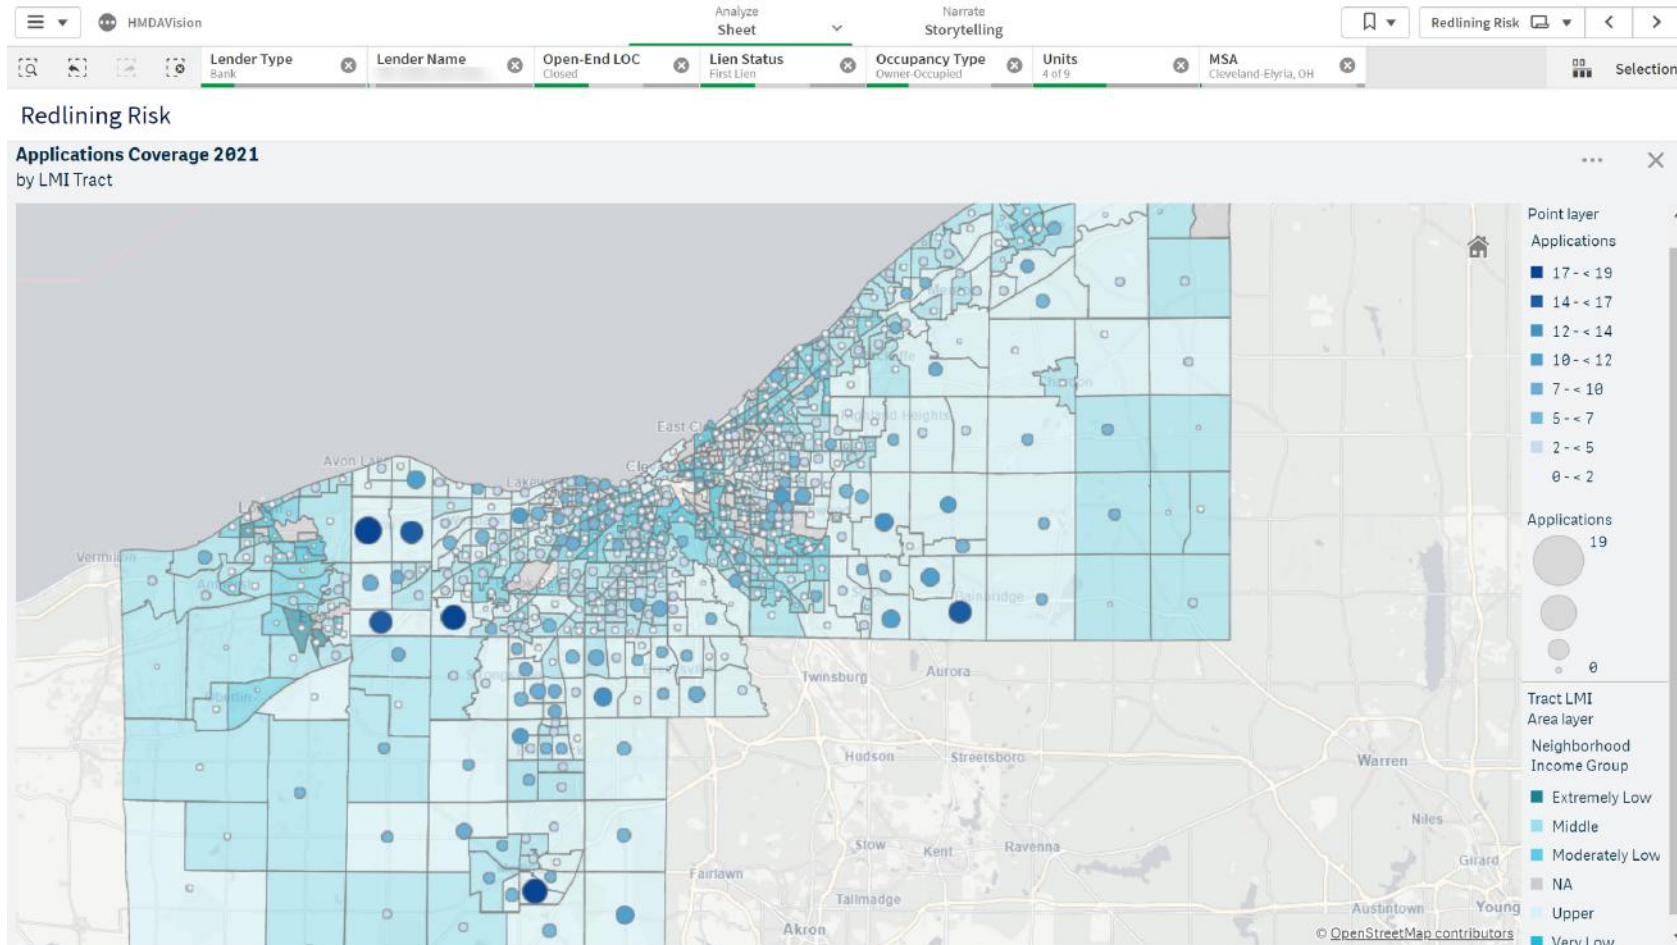 Analyze
Narrate
HMDAVision
Sheet
Storytelling
Redlining Risk
Lender Type
Bank
Lender Name
Open-End LOC
Closed
Lien Status
First Lien
Occupancy Type
Owner-Occupied
Units
4 of 9
MSA
Cleveland-Elyria, OH
Selection
Redlining Risk
Applications Coverage 2021
by LMI Tract
Point layer
Applications
17 - < 19
14 - < 17
12 - < 14
10 - < 12
7 - < 10
5 - < 7
2 - < 5
0 - < 2
Applications
19
0
Tract LMI
Area layer
Neighborhood
Income Group
Extremely Low
Middle
Moderately Low
NA
Upper
Very Low
Highland Heights
East Cl
Avon Lake
Vermilion
Bainbridge
Oberlin
Twinsburg
Aurora
Hudson
Streetsboro
Warren
Niles
Girard
Stow
Kent
Ravenna
Fairlawn
Tallmadge
Akron
Austintown
Young
© OpenStreetMap contributors